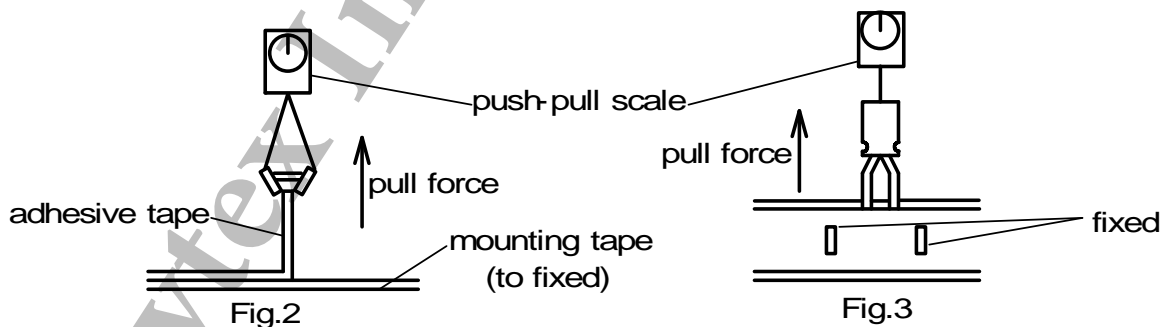 push-pull scale
pull force
pull force
adhesive tape
mounting tape
(to fixed)
fixed
Fig.2
Fig.3